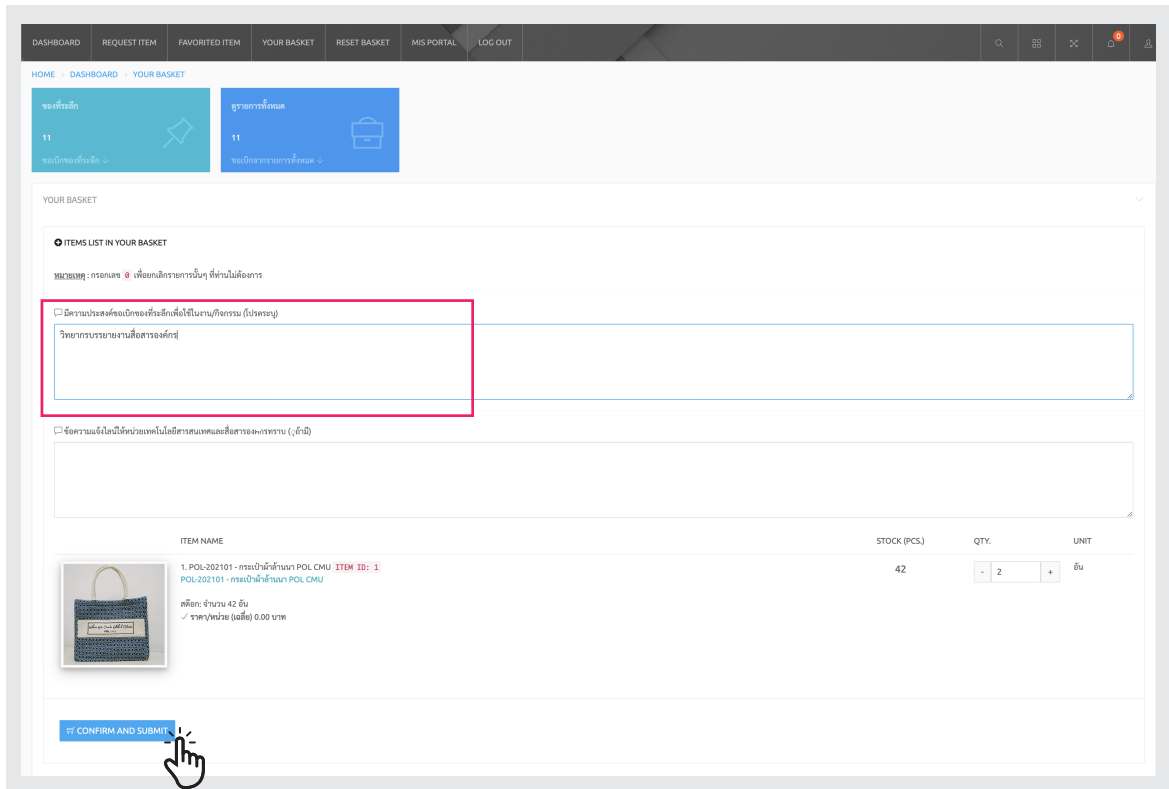 DASHBOARD REQUEST ITEM FAVORITED ITEM YOUR BASKET RESET BASKET MIS PORTAL LOG OUT 0
HOME DASHBOARD YOUR BASKET
ของที่ระลึก
11
ขอเบิกของที่ระลึก ↓
ดูรายการทั้งหมด
11
ขอเบิกจากรายการทั้งหมด ↓
YOUR BASKET
ITEMS LIST IN YOUR BASKET
หมายเหตุ : กรอกเลข 0 เพื่อยกเลิกรายการนั้นๆ ที่ท่านไม่ต้องการ
มีความประสงค์ขอเบิกของที่ระลึกเพื่อใช้ในงาน/กิจกรรม (โปรดระบุ)
วิทยากรบรรยายงานสื่อสารองค์กร
ข้อความแจ้งไลน์ให้หน่วยเทคโนโลยีสารสนเทศและสื่อสารองค์กรทราบ (ถ้ามี)
ITEM NAME STOCK (PCS.) QTY. UNIT
1. POL-202101 - กระเป๋าผ้าล้านนา POL CMU ITEM ID: 1 42 - 2 + อัน
POL-202101 - กระเป๋าผ้าล้านนา POL CMU
สต๊อก: จำนวน 42 อัน
✓ ราคา/หน่วย (เฉลี่ย) 0.00 บาท
CONFIRM AND SUBMIT